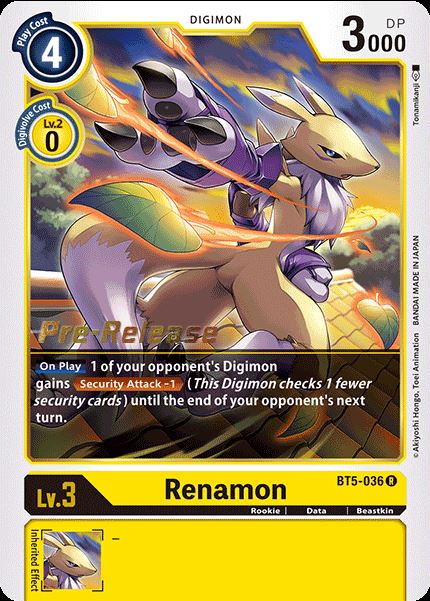 Play Cost
4
DIGIMON
DP
3000
Digivolve Cost
Lv.2
0
Tonamikanji
© Akiyoshi Hongo, Toei Animation BANDAI MADE IN JAPAN
Pre-Release
On Play 1 of your opponent's Digimon
gains Security Attack -1 (This Digimon checks 1 fewer
security cards) until the end of your opponent's next
turn.
Lv.3
Renamon
BT5-036 R
Rookie | Data | Beastkin
Inherited Effect
–